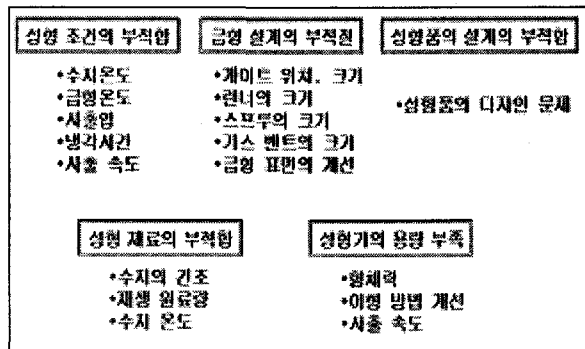 성형 조건의 부적합
•수지온도
•금형온도
•사출압
•냉각시간
•사출 속도
금형 설계의 부적절
•게이트 위치, 크기
•런너의 크기
•스프루의 크기
•가스 벤트의 크기
•금형 표면의 개선
성형품의 설계의 부적합
•성형품의 디자인 문제
성형 재료의 부적합
•수지의 건조
•재생 원료량
•수지 온도
성형기의 용량 부족
•형체력
•이형 방법 개선
•사출 속도